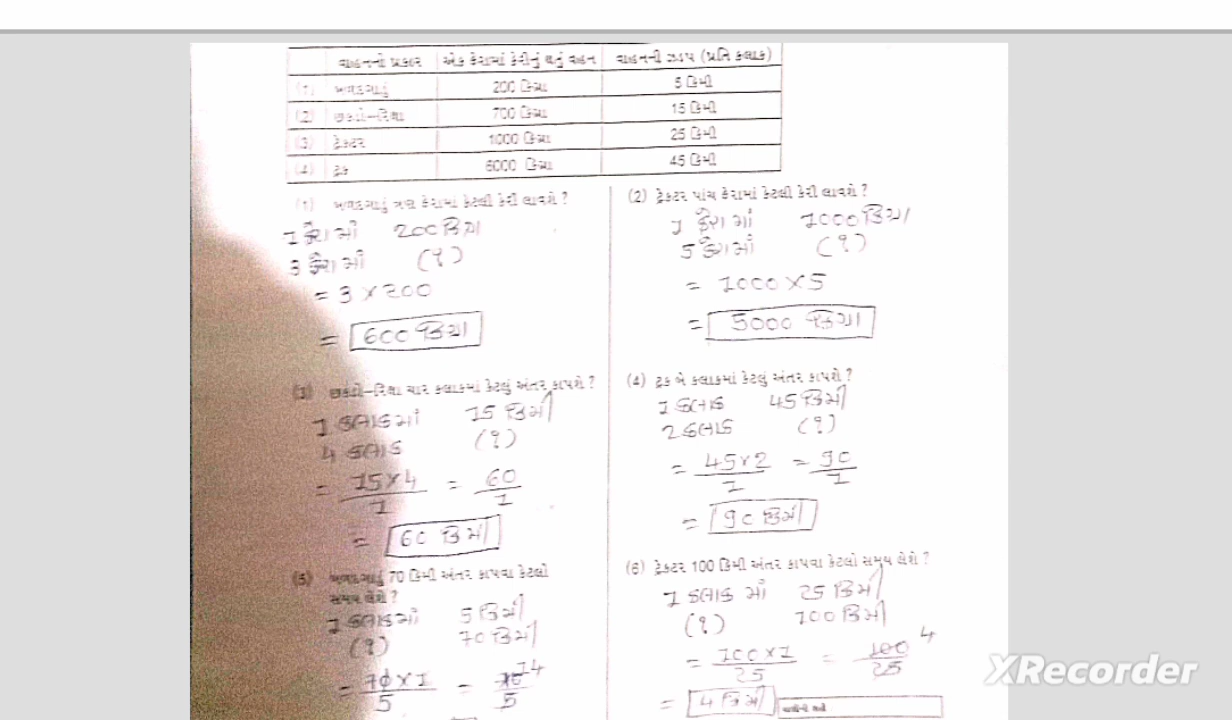 વાહનનો પ્રકાર એક ફેરામાં કેરીનું થતું વહન વાહનની ઝડપ (પ્રતિ કલાક)
(1) બળદગાડું 200 કિગ્રા 5 કિમી
(2) છકડો-રિક્ષા 700 કિગ્રા 15 કિમી
(3) ટ્રેક્ટર 1000 કિગ્રા 25 કિમી
(4) ટ્રક 6000 કિગ્રા 45 કિમી
(1) બળદગાડું ત્રણ ફેરામાં કેટલી કેરી લાવશે ?
1 ફેરામાં 200 કિગ્રા
3 ફેરામાં (?)
= 3 × 200
= 600 કિગ્રા
(2) ટ્રેક્ટર પાંચ ફેરામાં કેટલી કેરી લાવશે ?
1 ફેરામાં 1000 કિગ્રા
5 ફેરામાં (?)
= 1000 × 5
= 5000 કિગ્રા
(3) છકડો-રિક્ષા ચાર કલાકમાં કેટલું અંતર કાપશે ?
1 કલાકમાં 15 કિમી
4 કલાક (?)
= 15 × 4 / 1 = 60 / 1
= 60 કિમી
(4) ટ્રક બે કલાકમાં કેટલું અંતર કાપશે ?
1 કલાક 45 કિમી
2 કલાક (?)
= 45 × 2 / 1 = 90 / 1
= 90 કિમી
(5) બળદગાડું 70 કિમી અંતર કાપવા કેટલો
સમય લેશે ?
1 કલાકમાં 5 કિમી
(?) 70 કિમી
= 70 × 1 / 5 = 70 / 5 14
(6) ટ્રેક્ટર 100 કિમી અંતર કાપવા કેટલો સમય લેશે ?
1 કલાકમાં 25 કિમી
(?) 100 કિમી
= 100 × 1 / 25 = 100 / 25 4
= 4 કિમી
XRecorder